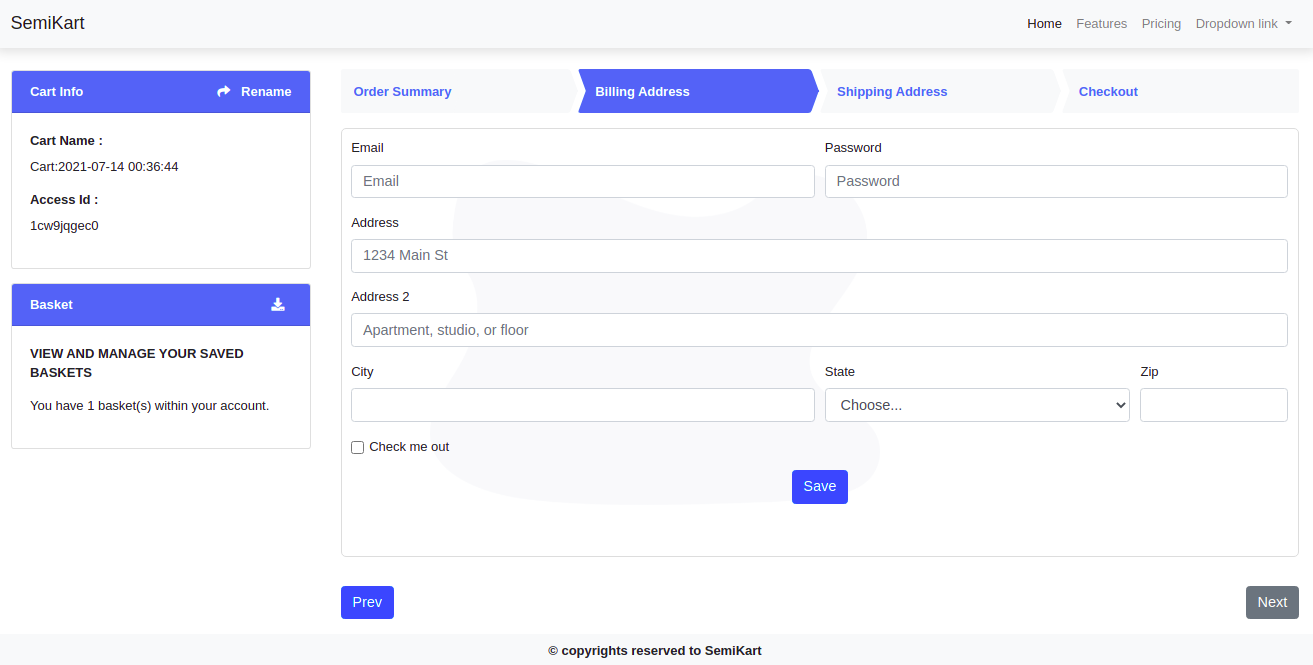 SemiKart
Home Features Pricing Dropdown link
Cart Info
Rename
Cart Name :
Cart:2021-07-14 00:36:44
Access Id :
1cw9jqgec0
Basket
VIEW AND MANAGE YOUR SAVED
BASKETS
You have 1 basket(s) within your account.
Order Summary
Billing Address
Shipping Address
Checkout
Email
Password
Email
Password
Address
1234 Main St
Address 2
Apartment, studio, or floor
City
State
Zip
Choose...
Check me out
Save
Prev
Next
© copyrights reserved to SemiKart